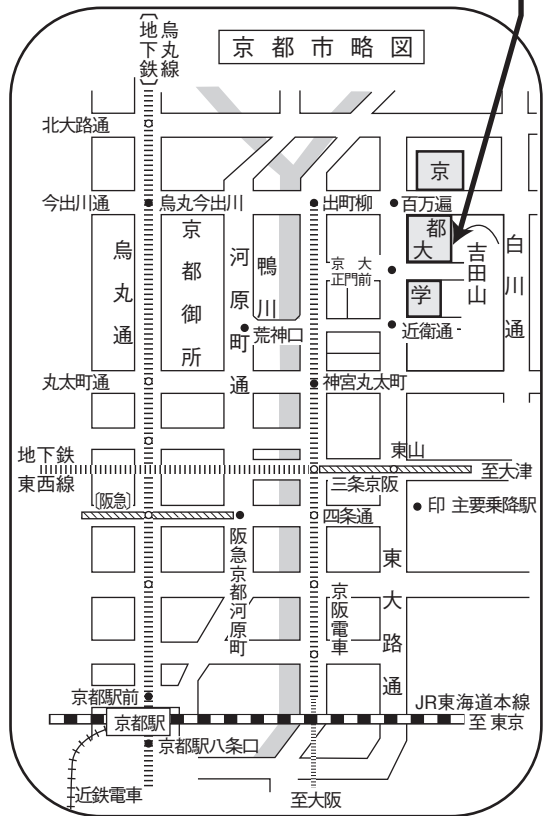 地下鉄
烏丸線
京都市略図
北大路通
今出川通
烏丸今出川
出町柳
百万遍
京
都
大
学
烏丸通
京都御所
河原町通
鴨川
京大
正門前
吉田山
白川通
荒神口
近衛通
丸太町通
神宮丸太町
地下鉄
東西線
東山
至大津
三条京阪
〔阪急〕
四条通
●印 主要乗降駅
阪急京都河原町
京阪電車
東大路通
京都駅前
京都駅
JR東海道本線
至東京
京都駅八条口
近鉄電車
至大阪